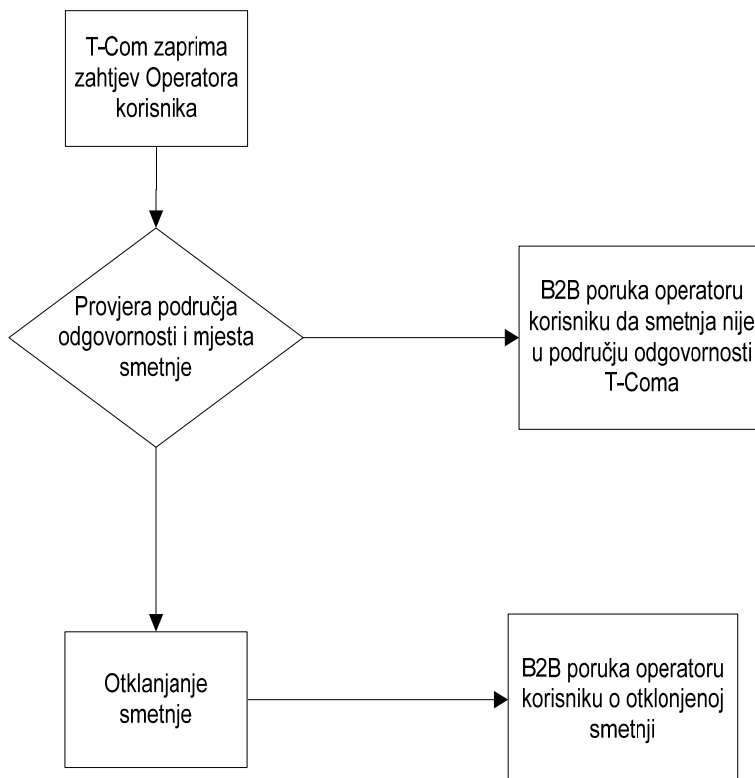 T-Com zaprima
zahtjev Operatora
korisnika
Provjera područja
odgovornosti i mjesta
smetnje
B2B poruka operatoru
korisniku da smetnja nije
u području odgovornosti
T-Coma
Otklanjanje
smetnje
B2B poruka operatoru
korisniku o otklonjenoj
smetnji